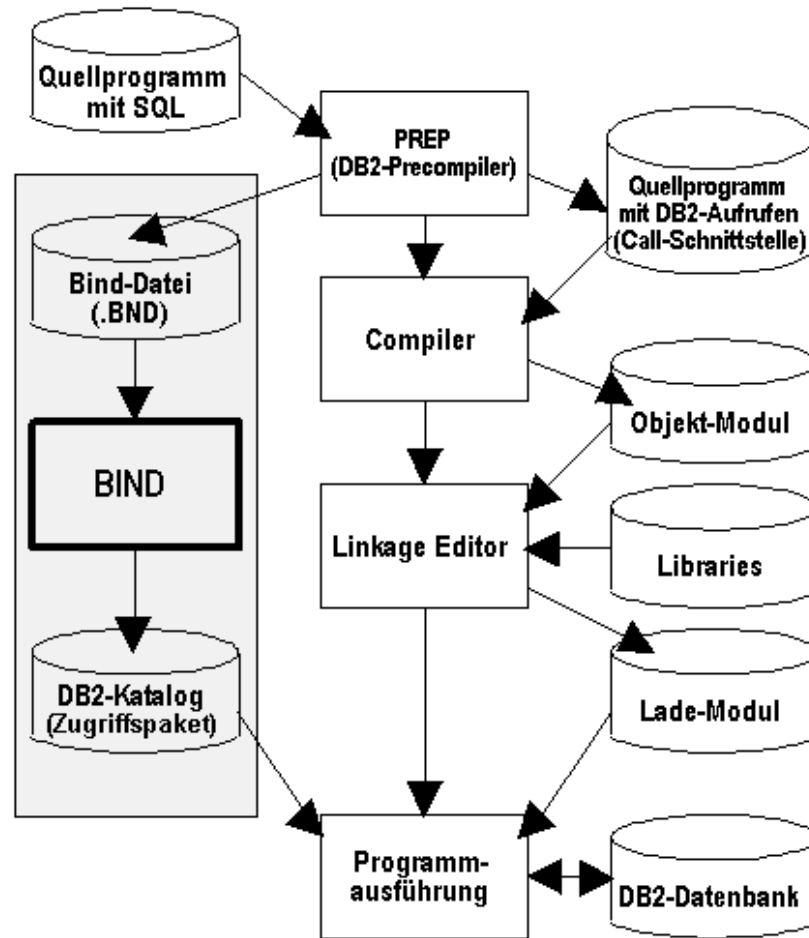 Quellprogramm
mit SQL
PREP
(DB2-Precompiler)
Quellprogramm
mit DB2-Aufrufen
(Call-Schnittstelle)
Bind-Datei
(.BND)
Compiler
Objekt-Modul
BIND
Linkage Editor
Libraries
DB2-Katalog
(Zugriffspaket)
Lade-Modul
Programm-
ausführung
DB2-Datenbank